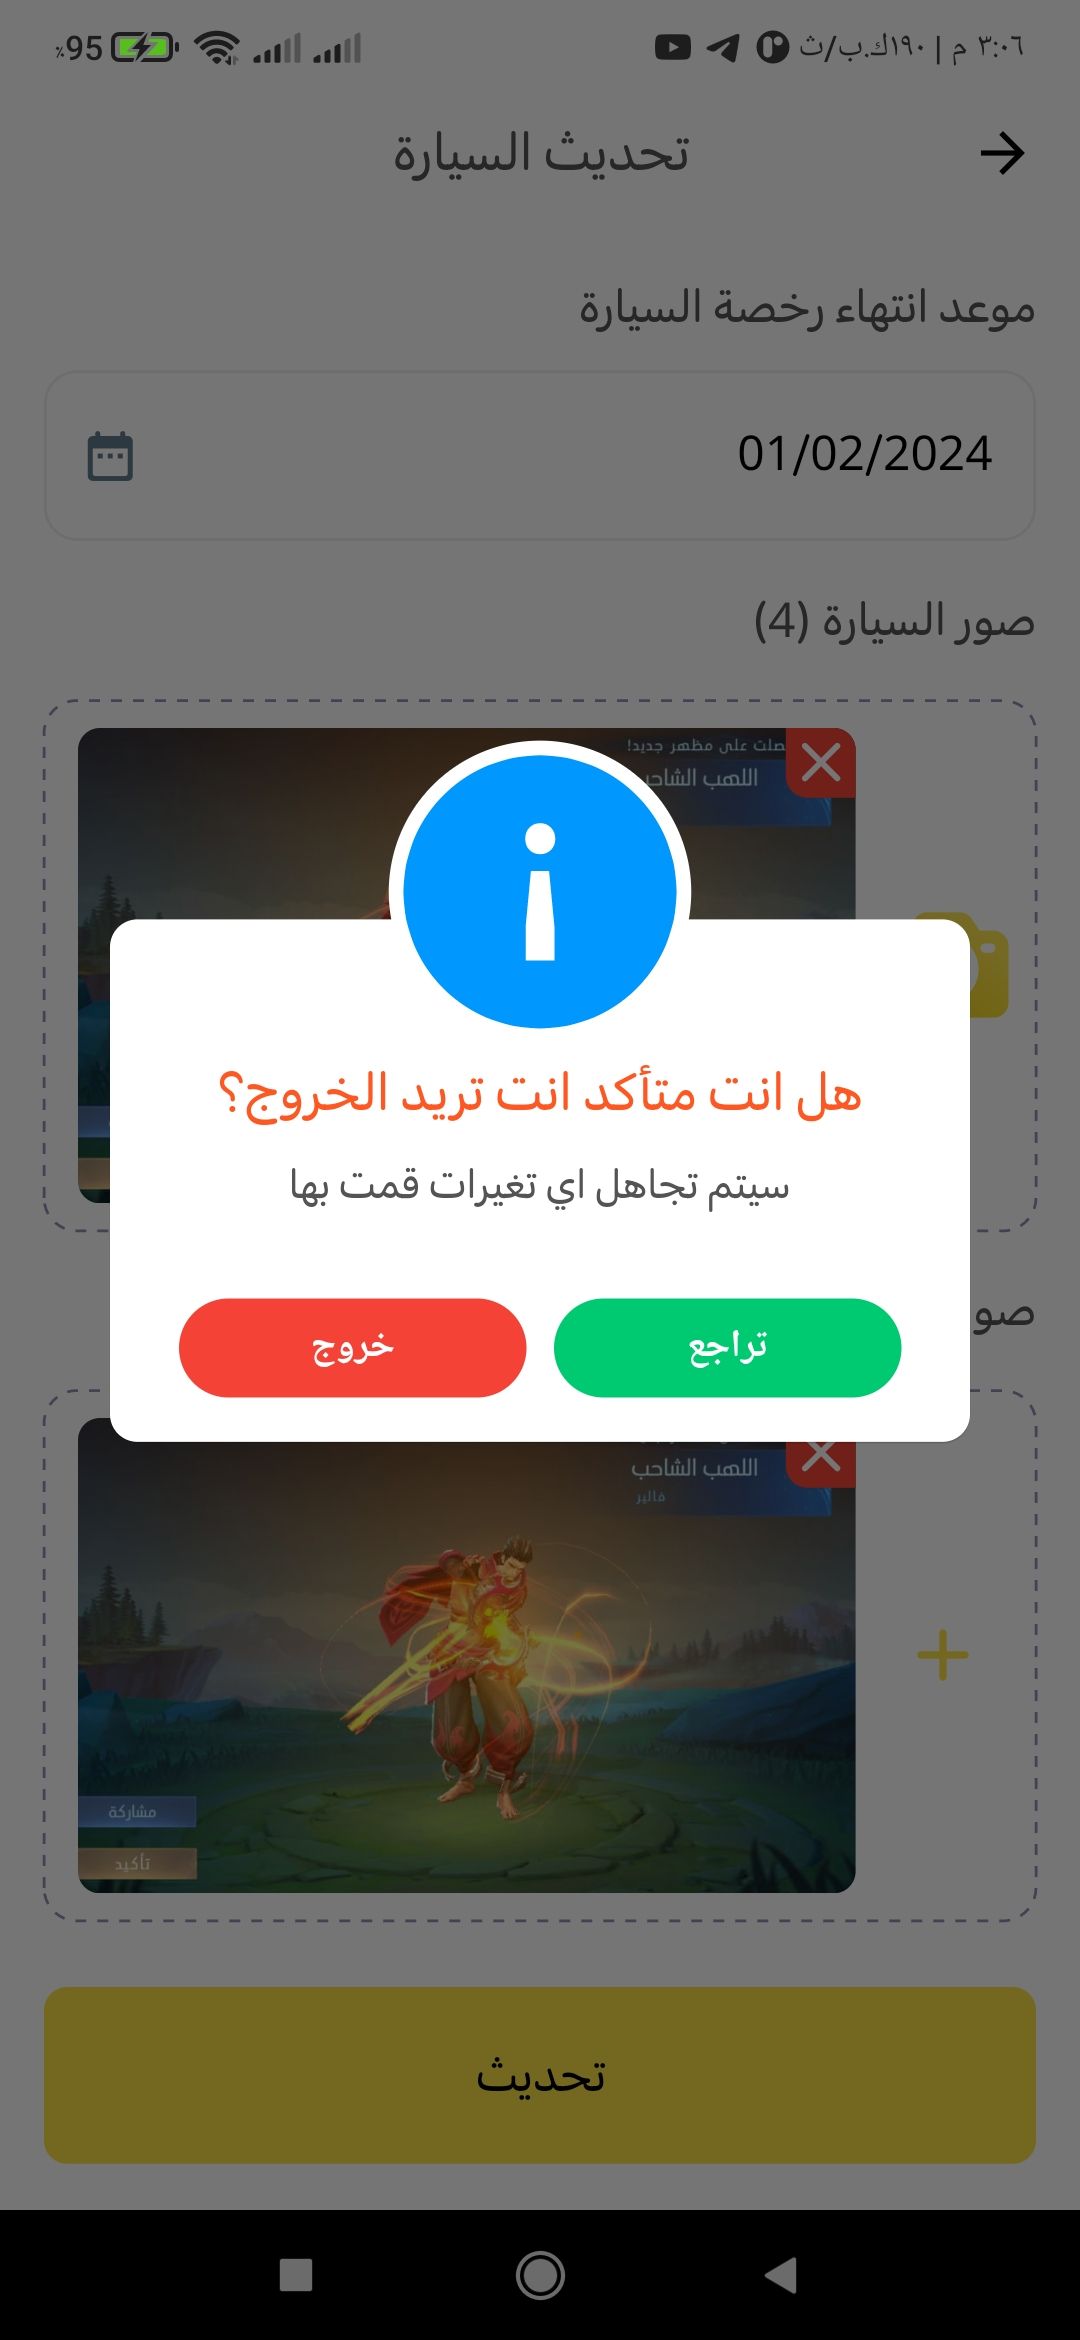 ٣:٠٦ م | ١٩٠ك.ب/ث
95٪
تحديث السيارة
موعد انتهاء رخصة السيارة
01/02/2024
صور السيارة (4)
على مظهر جديد!
اللهب الشاحب
هل انت متأكد انت تريد الخروج؟
سيتم تجاهل اي تغيرات قمت بها
تراجع
خروج
اللهب الشاحب
فالير
مشاركة
تأكيد
تحديث